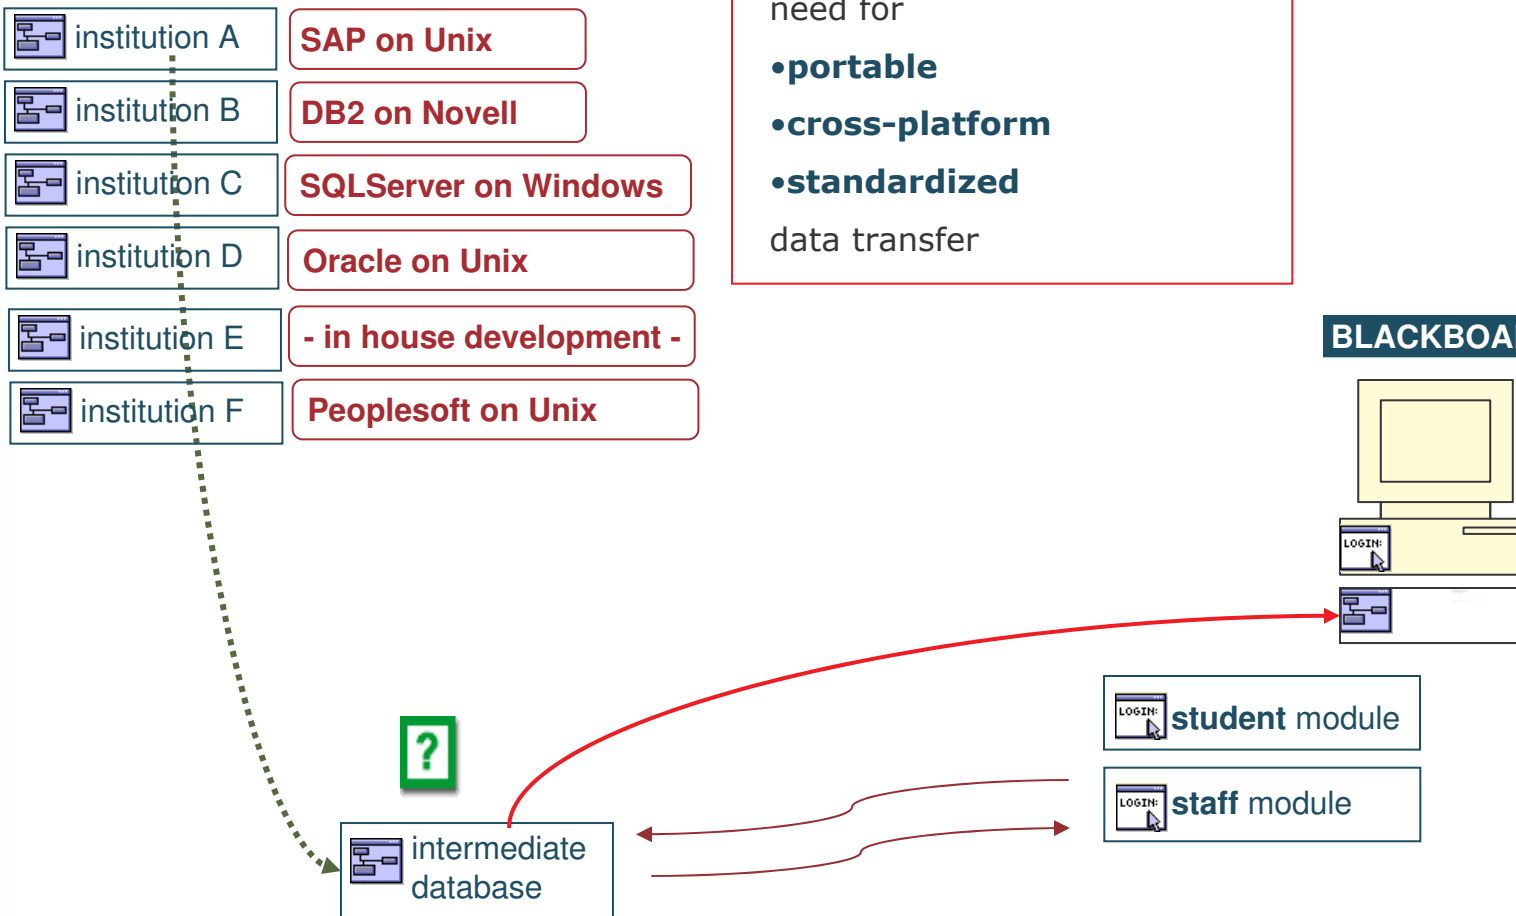 institution A
SAP on Unix
institution B
DB2 on Novell
institution C
SQLServer on Windows
institution D
Oracle on Unix
institution E
- in house development -
institution F
Peoplesoft on Unix
need for
•portable
•cross-platform
•standardized
data transfer
BLACKBOA
LOGIN:
LOGIN:
student module
LOGIN:
staff module
?
intermediate
database